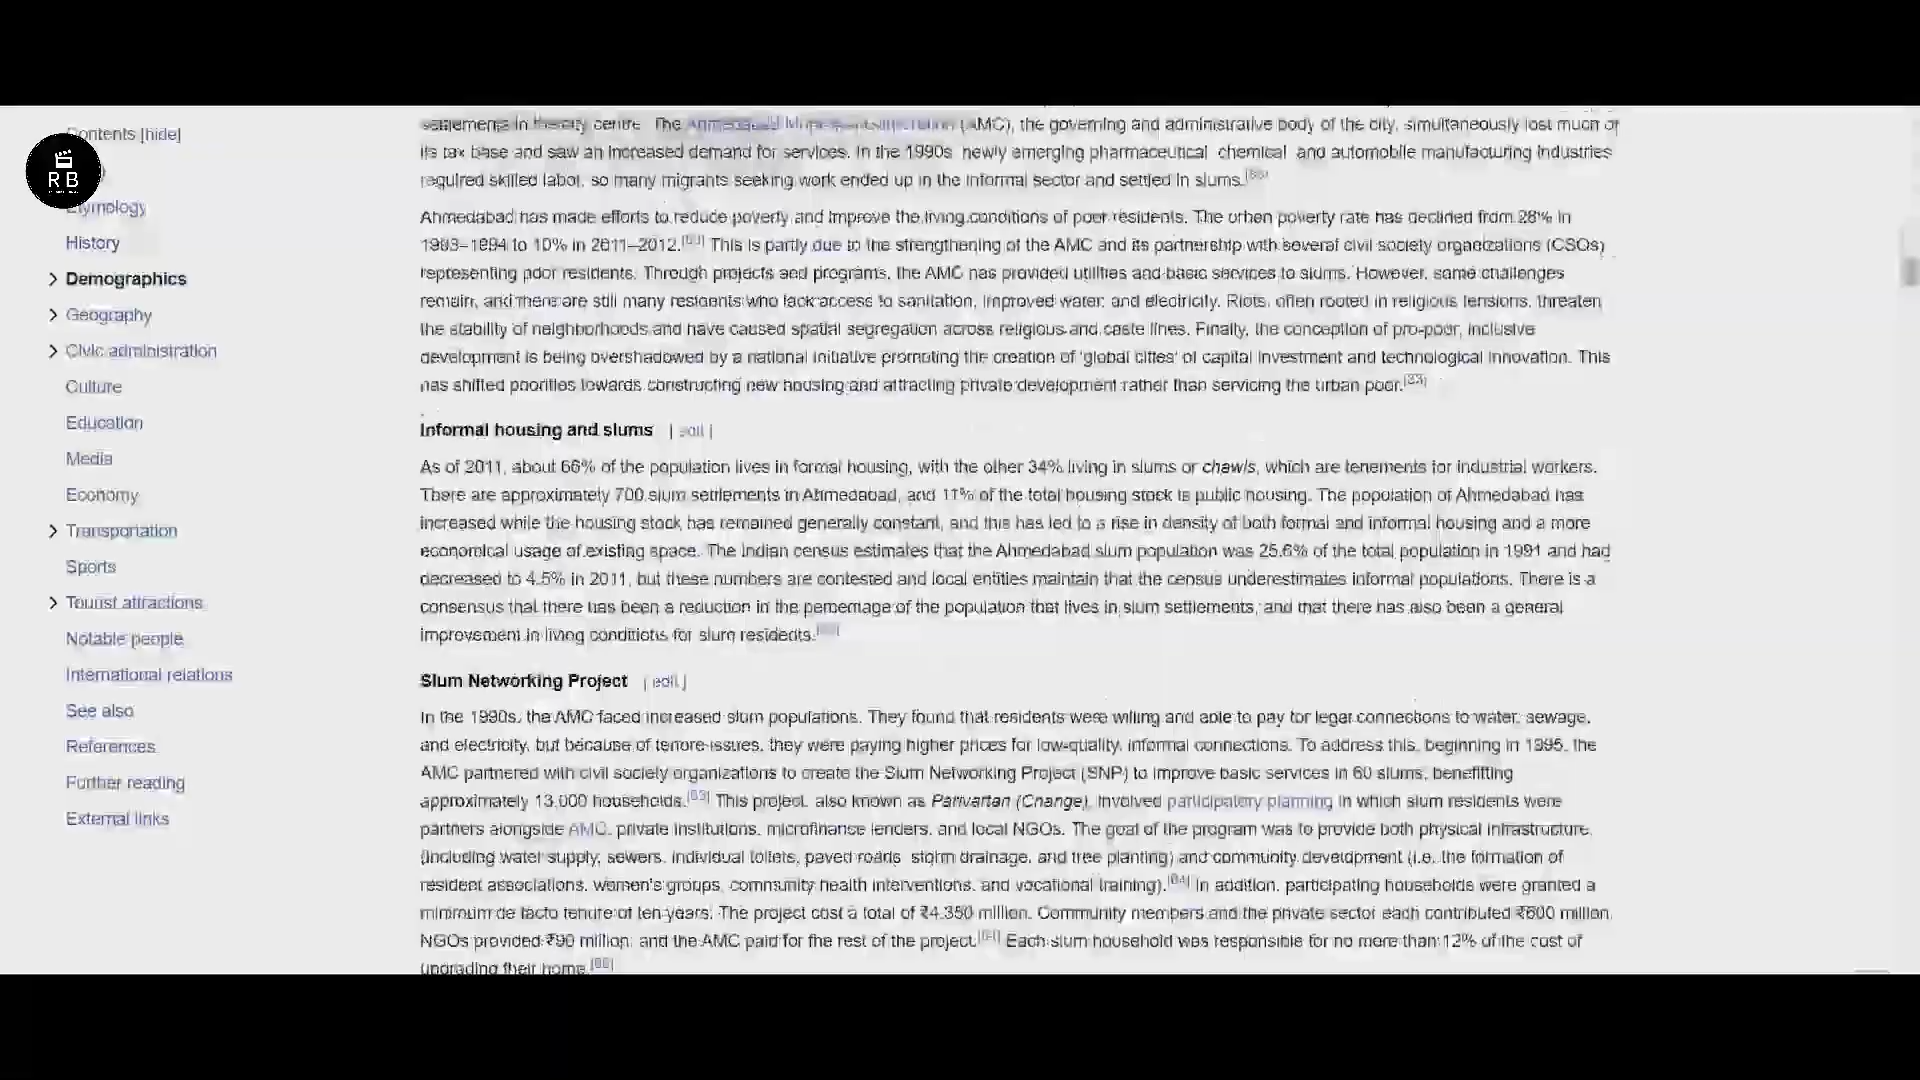 Contents [hide]
R B
Etymology
History
Demographics
Geography
Civic administration
Culture
Education
Media
Economy
Transportation
Sports
Tourist attractions
Notable people
International relations
See also
References
Further reading
External links
settlements in the city centre. The Ahmedabad Municipal Corporation (AMC), the governing and administrative body of the city, simultaneously lost much of
its tax base and saw an increased demand for services. In the 1990s newly emerging pharmaceutical chemical and automobile manufacturing industries
required skilled labor, so many migrants seeking work ended up in the informal sector and settled in slums.
Ahmedabad has made efforts to reduce poverty and improve the living conditions of poor residents. The urban poverty rate has declined from 28% in
1993–1994 to 10% in 2011–2012. This is partly due to the strengthening of the AMC and its partnership with several civil society organizations (CSOs)
representing poor residents. Through projects and programs, the AMC has provided utilities and basic services to slums. However, some challenges
remain, and there are still many residents who lack access to sanitation, improved water, and electricity. Riots, often rooted in religious tensions, threaten
the stability of neighborhoods and have caused spatial segregation across religious and caste lines. Finally, the conception of pro-poor, inclusive
development is being overshadowed by a national initiative promoting the creation of 'global cities' of capital investment and technological innovation. This
has shifted priorities towards constructing new housing and attracting private development rather than servicing the urban poor.
Informal housing and slums [ edit ]
As of 2011, about 66% of the population lives in formal housing, with the other 34% living in slums or chawls, which are tenements for industrial workers.
There are approximately 700 slum settlements in Ahmedabad, and 11% of the total housing stock is public housing. The population of Ahmedabad has
increased while the housing stock has remained generally constant, and this has led to a rise in density of both formal and informal housing and a more
economical usage of existing space. The Indian census estimates that the Ahmedabad slum population was 25.6% of the total population in 1991 and had
decreased to 4.5% in 2011, but these numbers are contested and local entities maintain that the census underestimates informal populations. There is a
consensus that there has been a reduction in the percentage of the population that lives in slum settlements, and that there has also been a general
improvement in living conditions for slum residents.
Slum Networking Project [ edit ]
In the 1990s, the AMC faced increased slum populations. They found that residents were willing and able to pay for legal connections to water, sewage,
and electricity, but because of tenure issues, they were paying higher prices for low-quality, informal connections. To address this, beginning in 1995, the
AMC partnered with civil society organizations to create the Slum Networking Project (SNP) to improve basic services in 60 slums, benefitting
approximately 13,000 households.[63] This project, also known as Parivartan (Change), involved participatory planning in which slum residents were
partners alongside AMC, private institutions, microfinance lenders, and local NGOs. The goal of the program was to provide both physical infrastructure
(including water supply, sewers, individual toilets, paved roads storm drainage, and tree planting) and community development (i.e. the formation of
resident associations, women's groups, community health interventions, and vocational training).[64] In addition, participating households were granted a
minimum de facto tenure of ten years. The project cost a total of ₹4,350 million. Community members and the private sector each contributed ₹600 million,
NGOs provided ₹90 million, and the AMC paid for the rest of the project. Each slum household was responsible for no more than 12% of the cost of
upgrading their home.